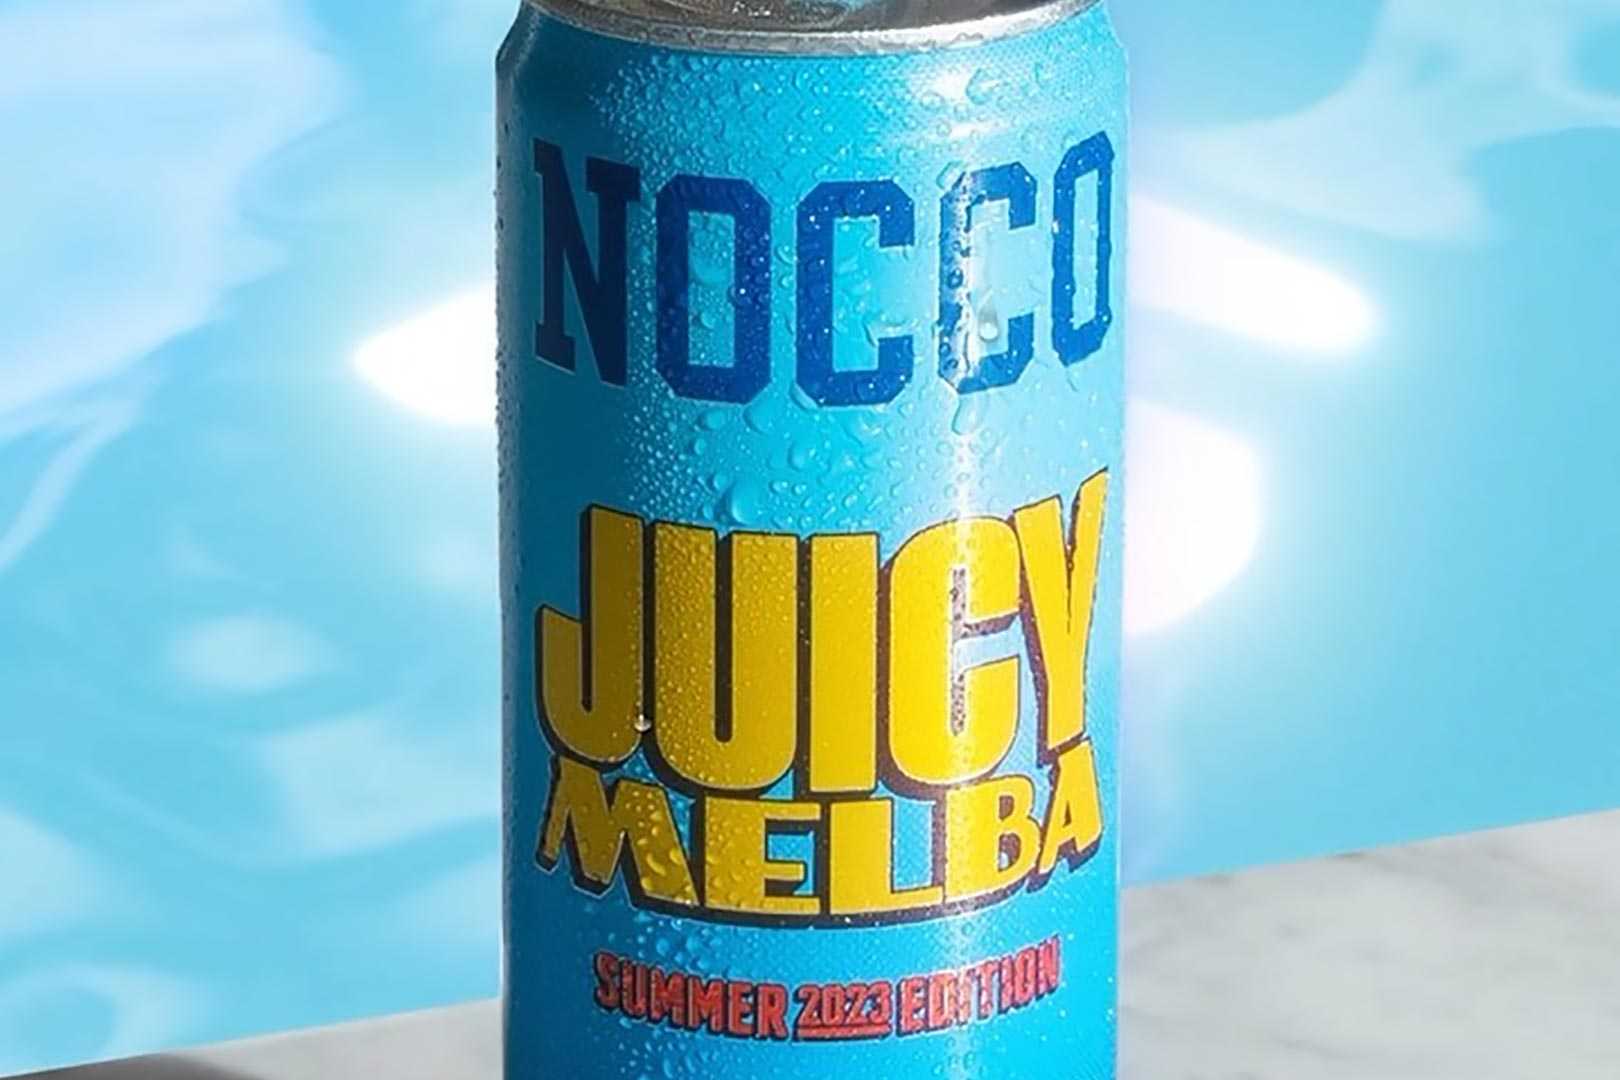 NOCCO
JUICY
MELBA
SUMMER 2023 EDITION